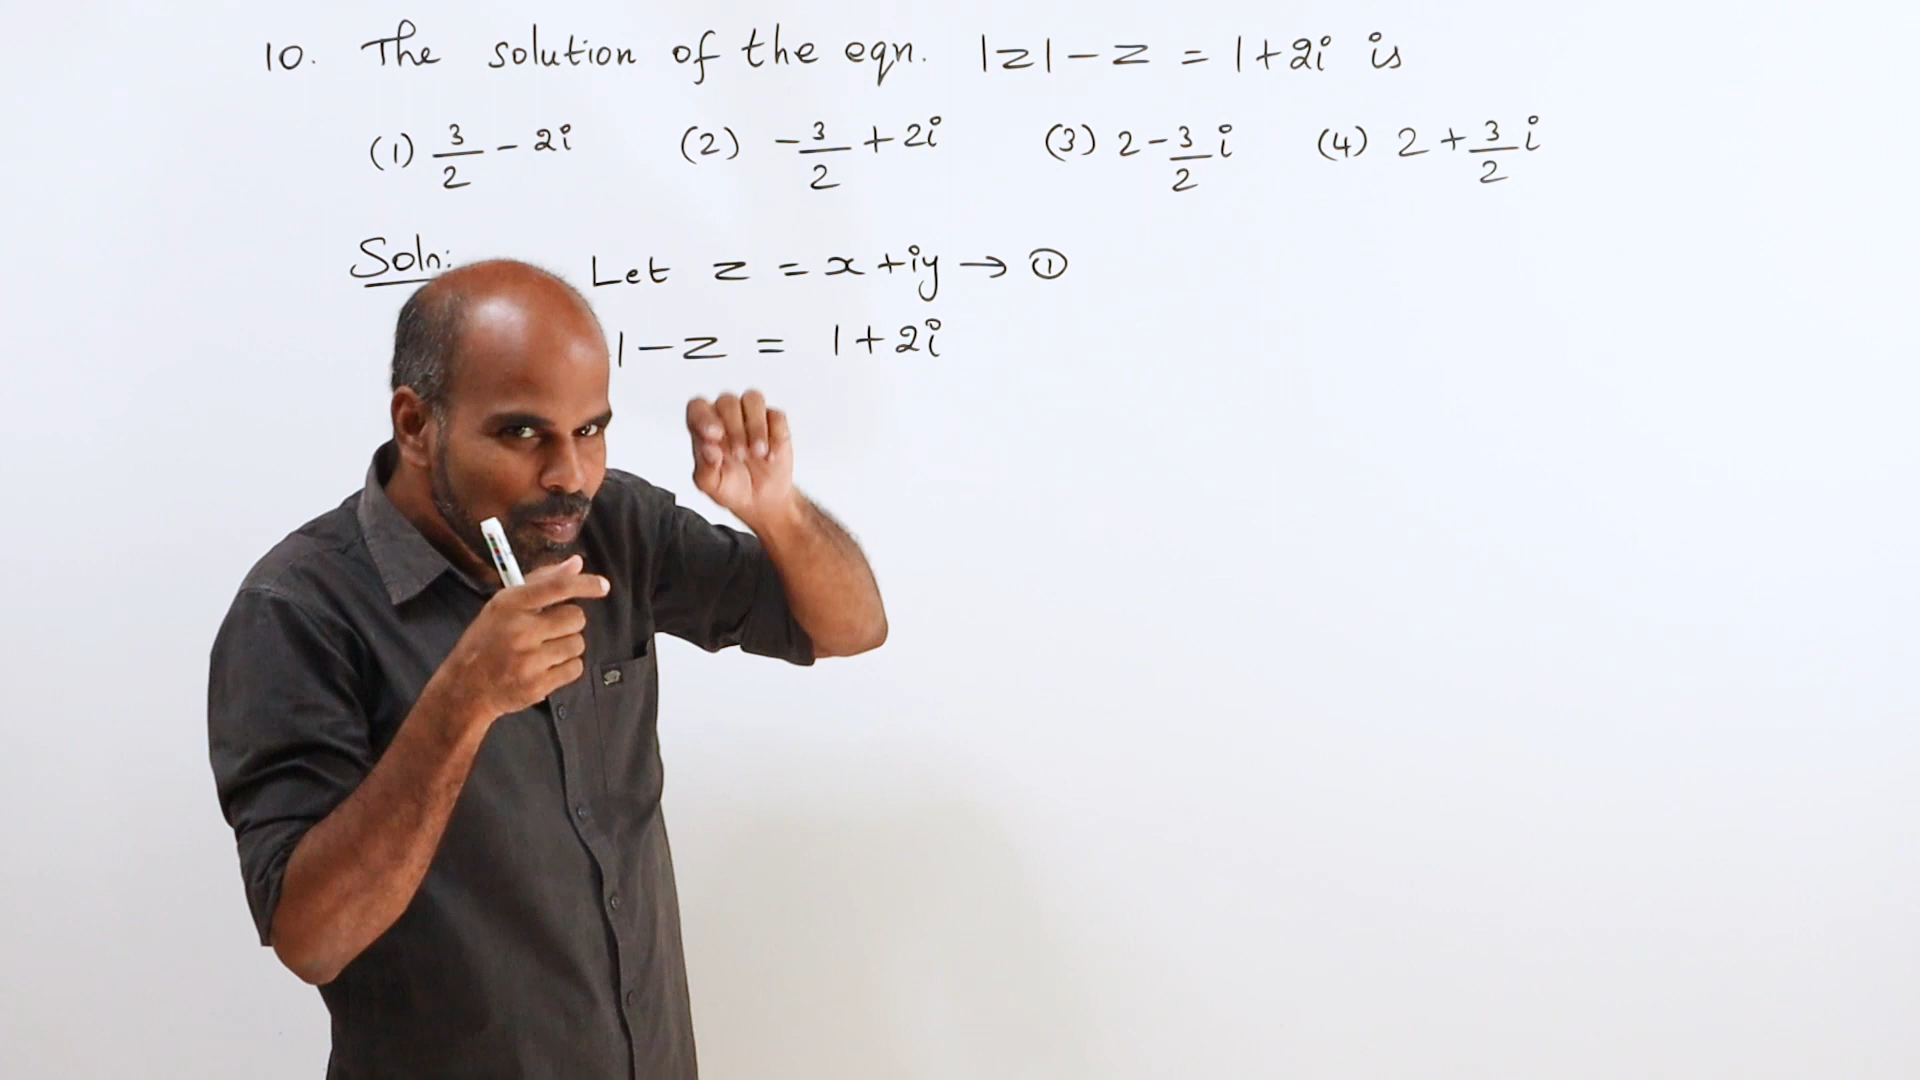 10. The solution of the eqn. |z| - z = 1+2i is
(1) 3/2 - 2i (2) -3/2 + 2i (3) 2 - 3/2 i (4) 2 + 3/2 i
Soln: Let z = x+iy → ①
| - z = 1+2i